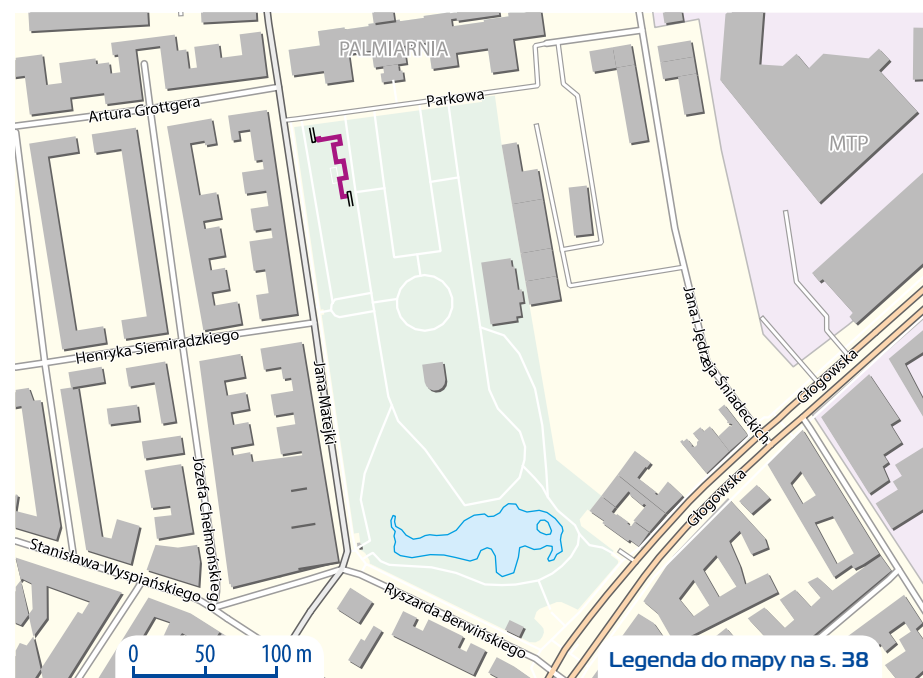 PALMIARNIA
Parkowa
Artura Grottgera
MTP
Henryka Siemiradzkiego
Jana Matejki
Jana i Jędrzeja Śniadeckich
Głogowska
Głogowska
Józefa Chełmońskiego
Stanisława Wyspiańskiego
Ryszarda Berwińskiego
0 50 100 m
Legenda do mapy na s. 38